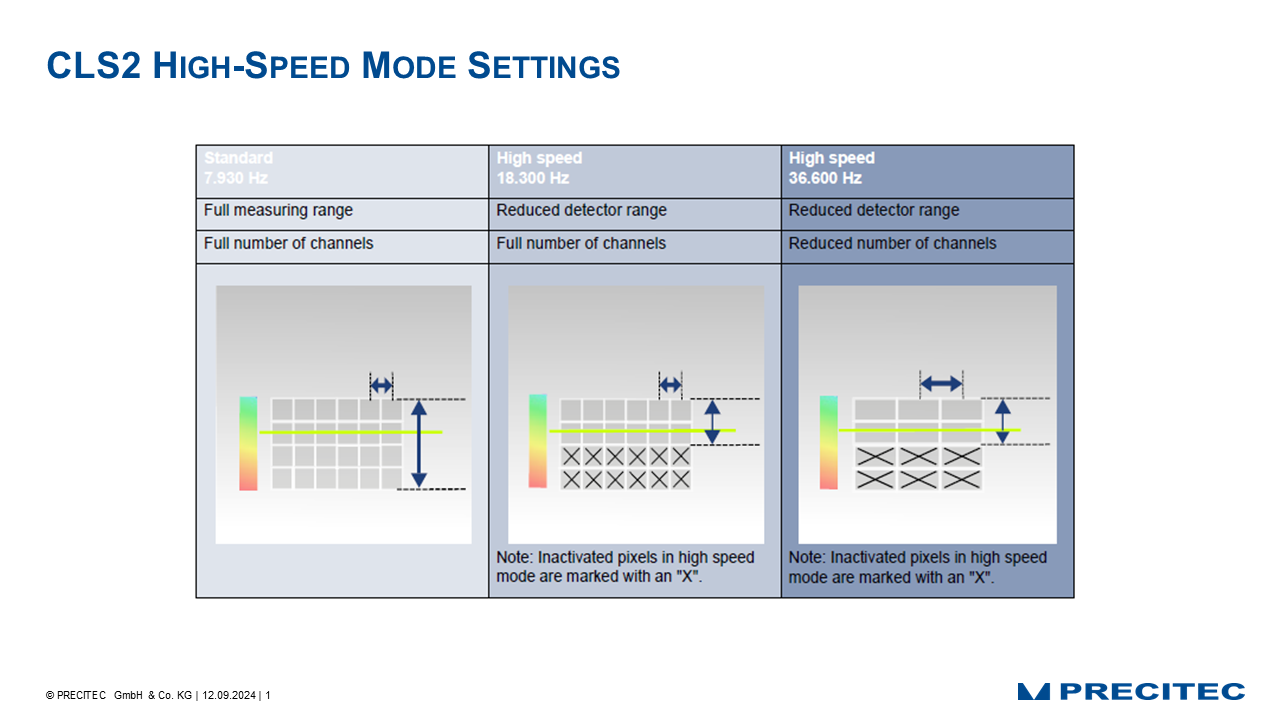 CLS2 HIGH-SPEED MODE SETTINGS
Standard
7.930 Hz
High speed
18.300 Hz
High speed
36.600 Hz
Full measuring range
Reduced detector range
Reduced detector range
Full number of channels
Full number of channels
Reduced number of channels
Note: Inactivated pixels in high speed
mode are marked with an "X".
Note: Inactivated pixels in high speed
mode are marked with an "X".
© PRECITEC GmbH & Co. KG | 12.09.2024 | 1
PRECITEC